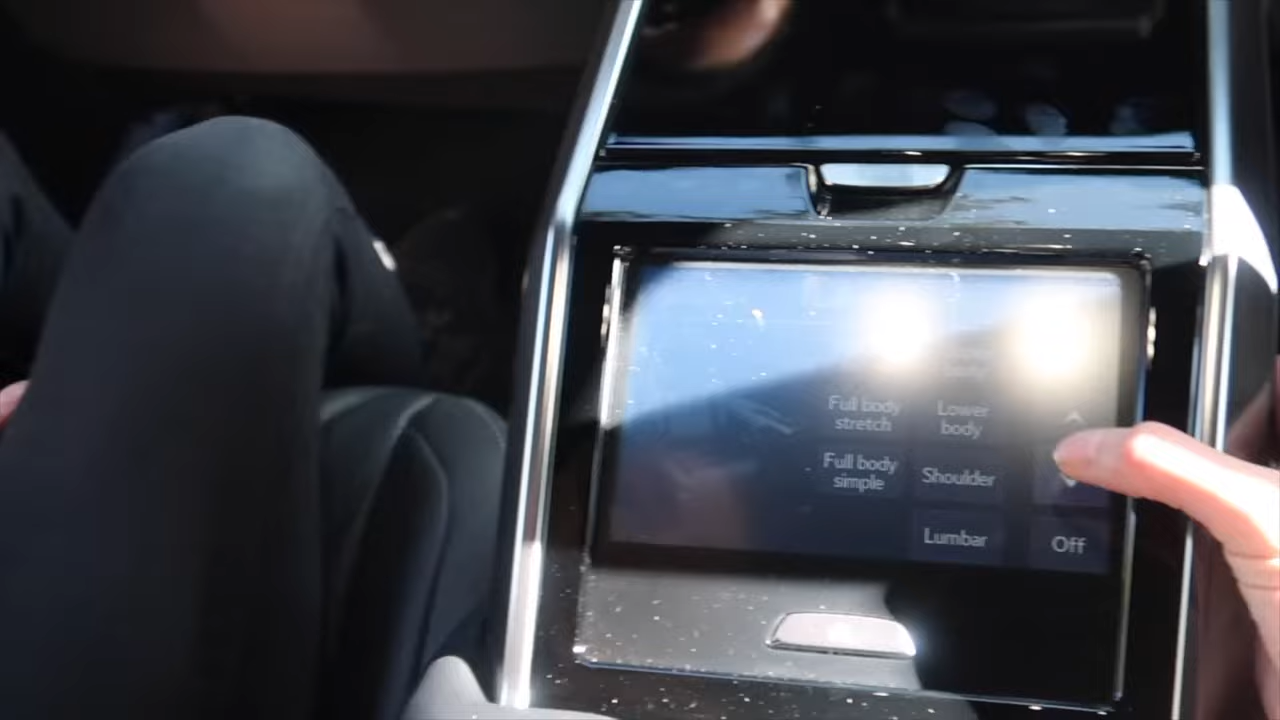 Full body
stretch
Lower
body
Full body
simple
Shoulder
Lumbar
Off